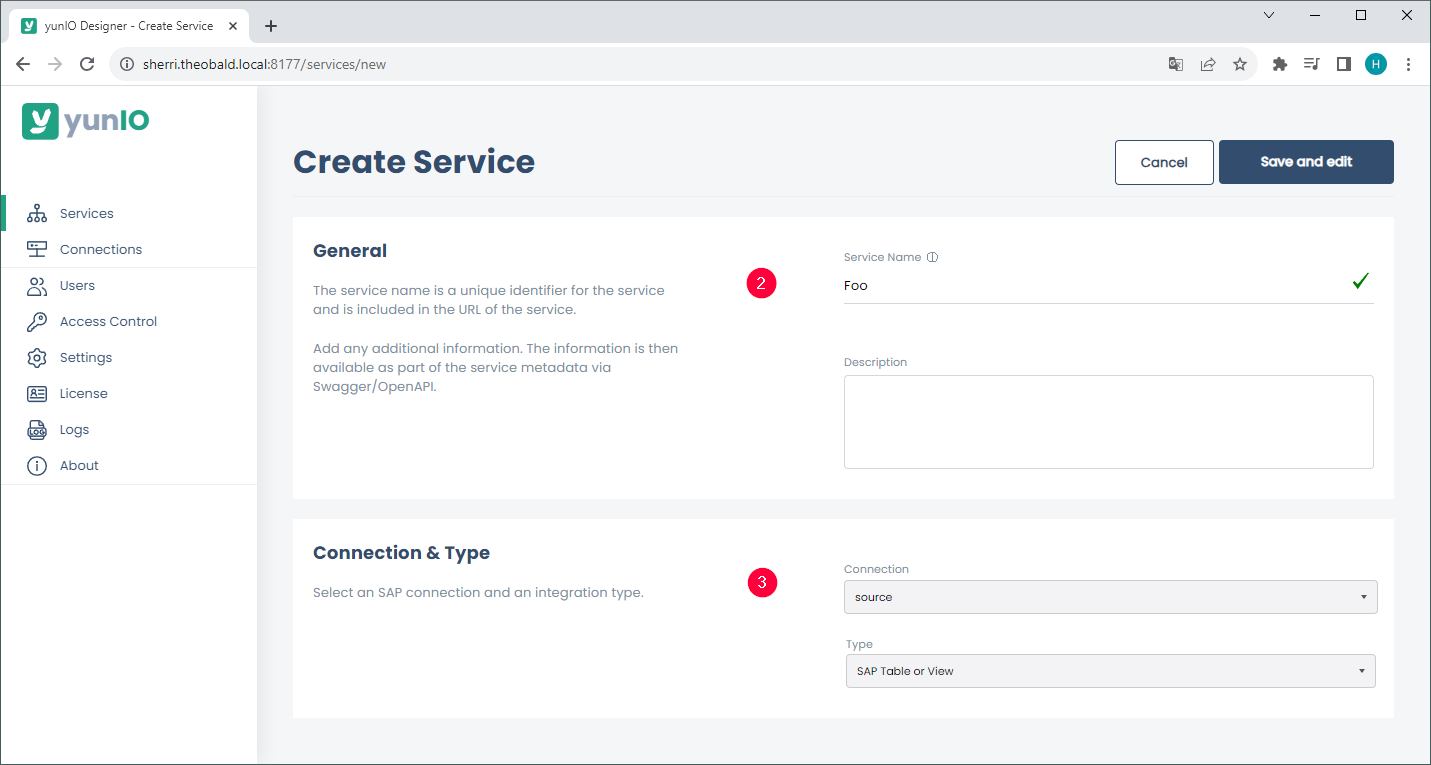 yunIO Designer - Create Service
sherri.theobald.local:8177/services/new
H
yunIO
Services
Connections
Users
Access Control
Settings
License
LOG
Logs
About
Create Service
Cancel
Save and edit
General
The service name is a unique identifier for the service
and is included in the URL of the service.
Add any additional information. The information is then
available as part of the service metadata via
Swagger/OpenAPI.
2
Service Name
Foo
Description
Connection & Type
Select an SAP connection and an integration type.
3
Connection
source
Type
SAP Table or View